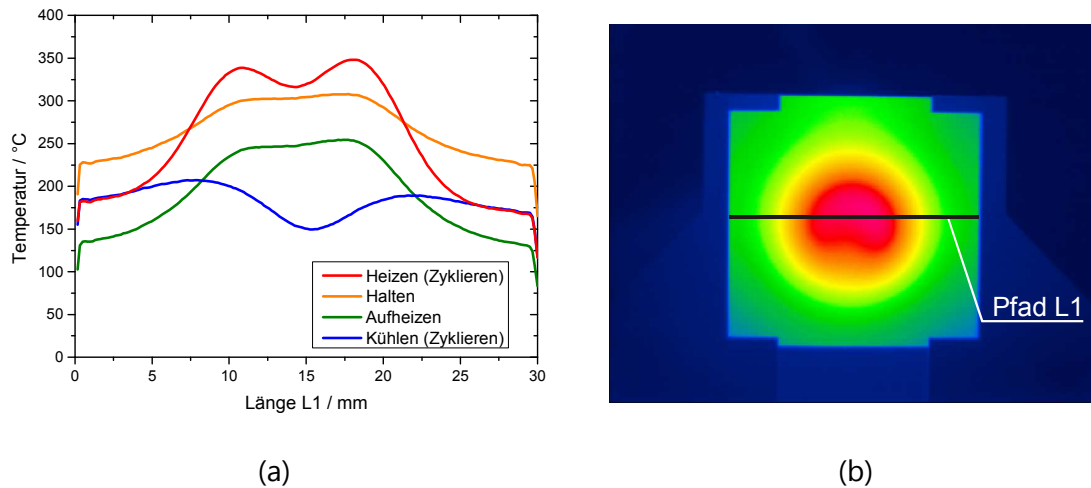 400
350
300
250
200
150
100
50
0
Temperatur / °C
Heizen (Zyklieren)
Halten
Aufheizen
Kühlen (Zyklieren)
0 5 10 15 20 25 30
Länge L1 / mm
(a)
Pfad L1
(b)